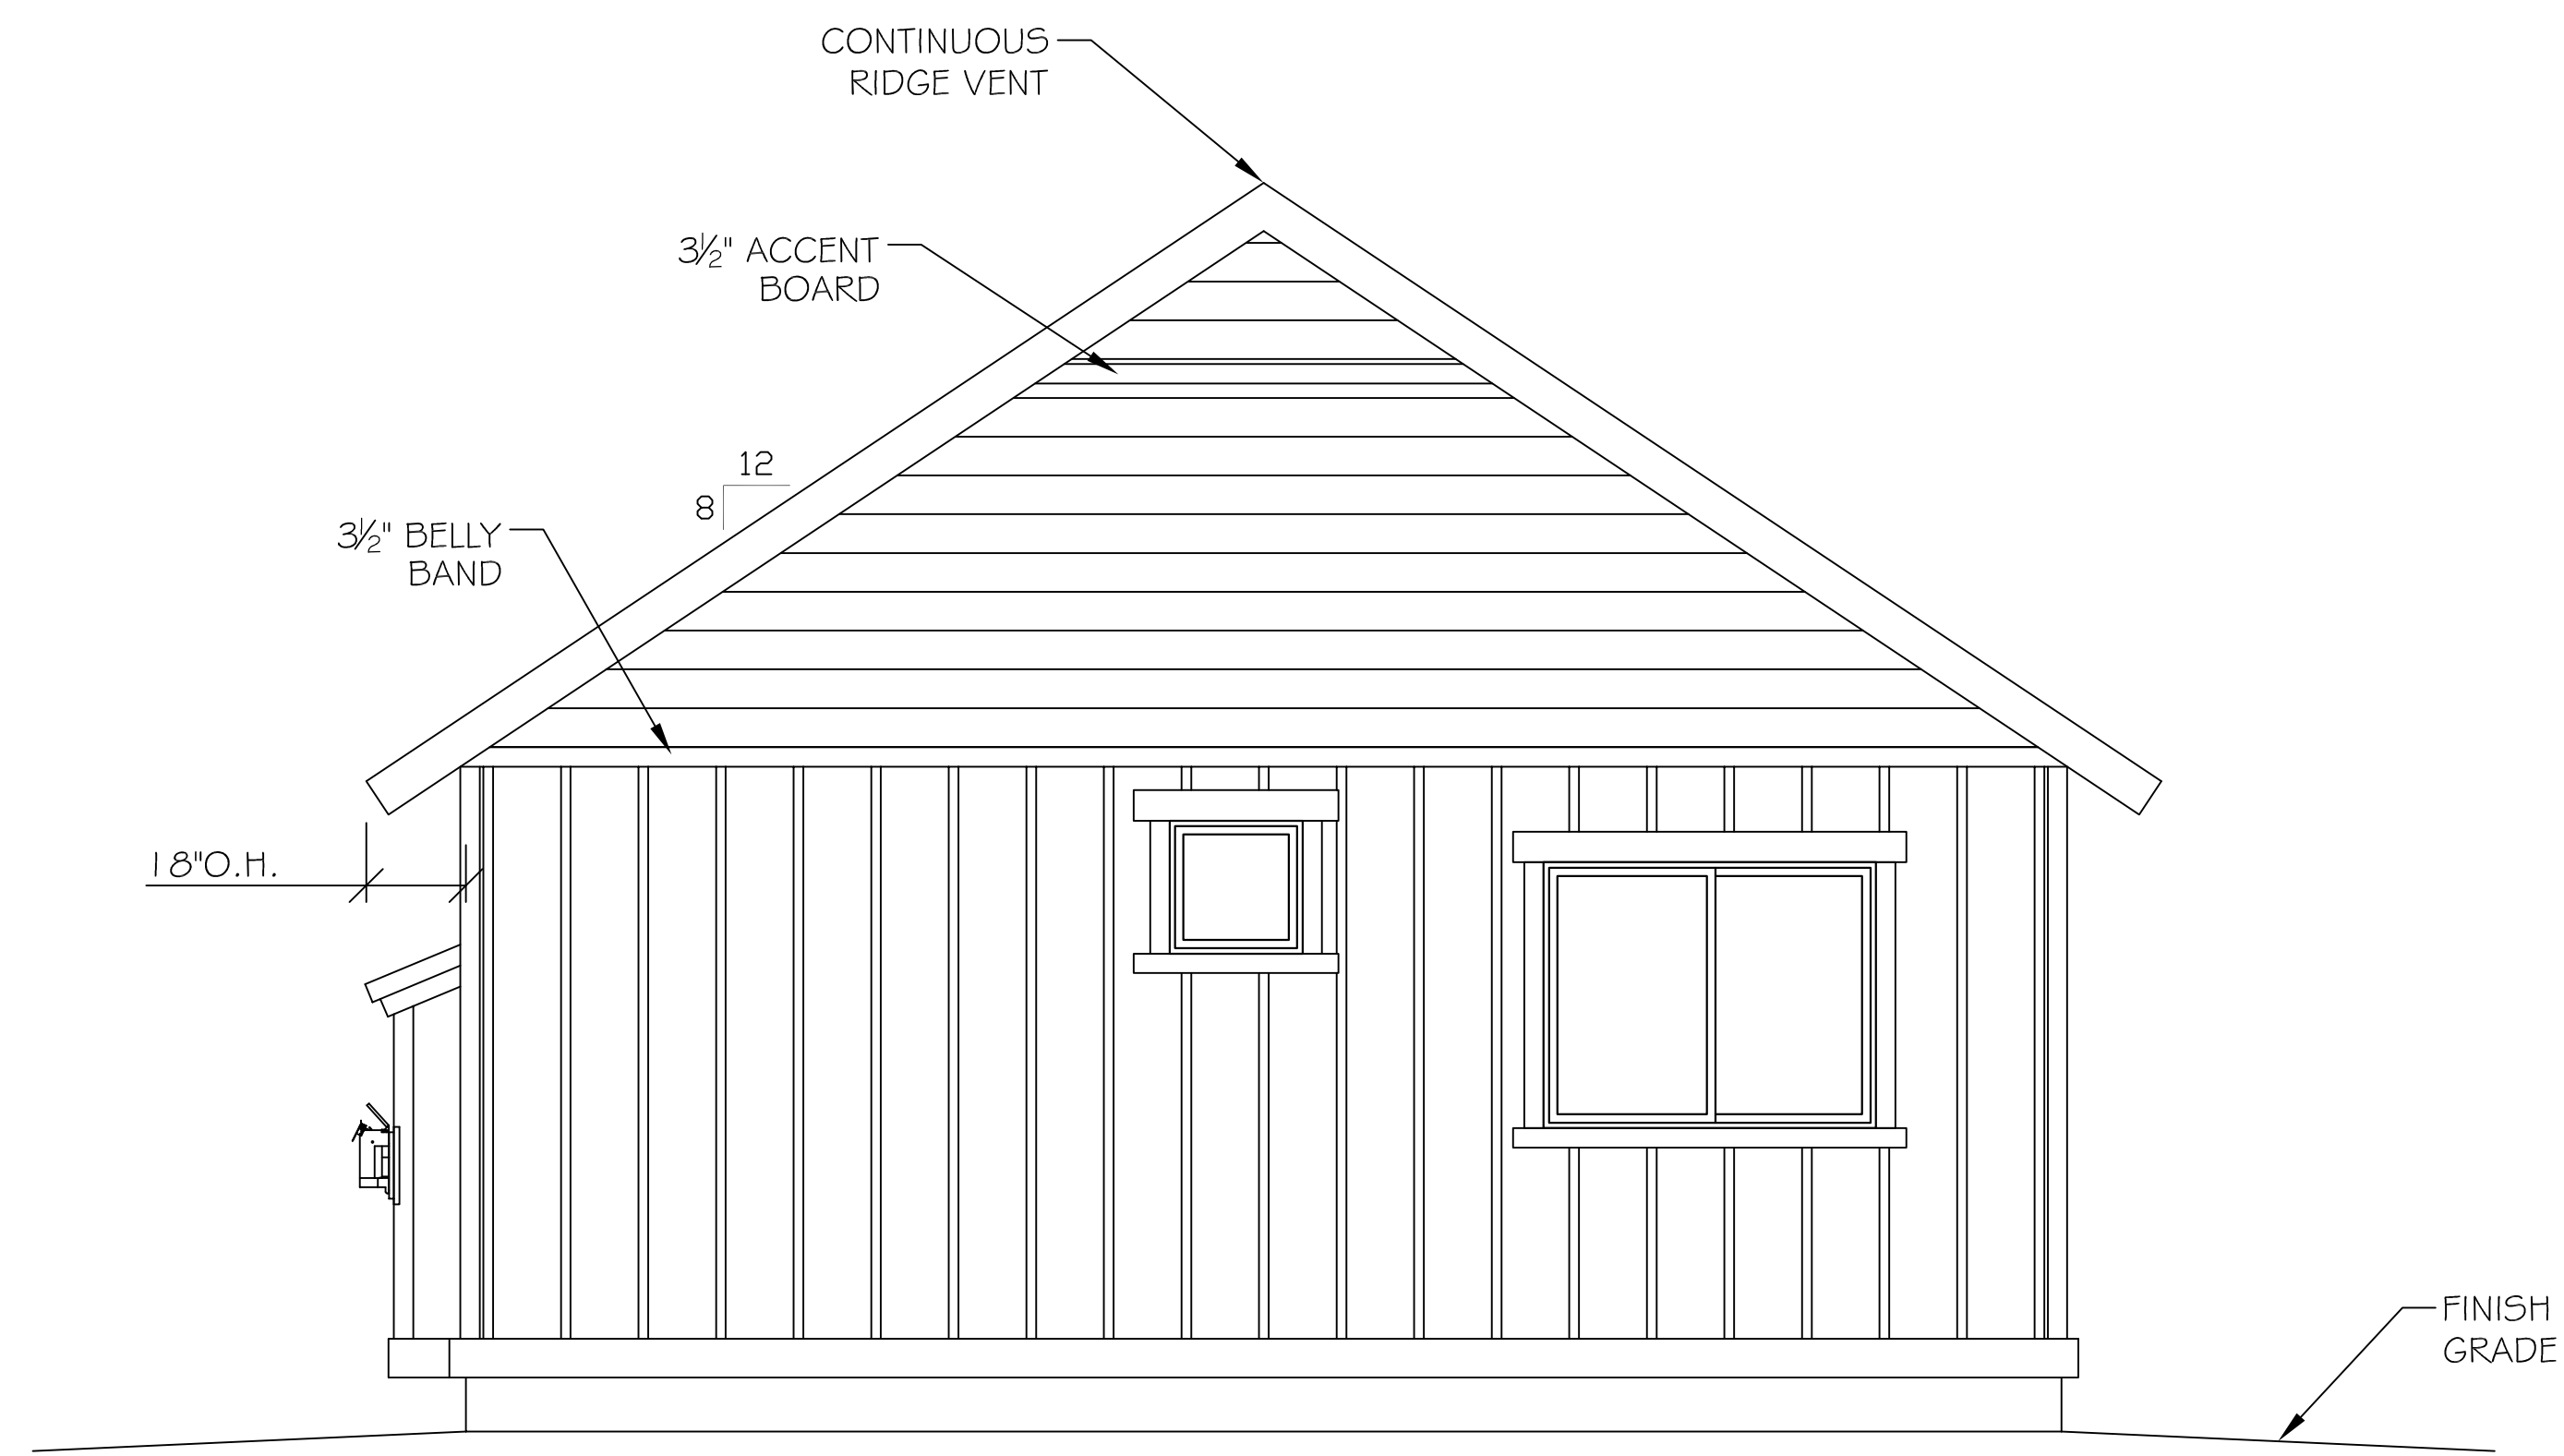 CONTINUOUS
RIDGE VENT
3½" ACCENT
BOARD
12
8
3½" BELLY
BAND
18"O.H.
FINISH
GRADE